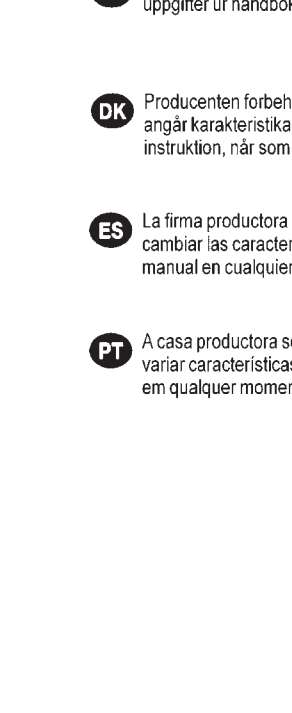 uppgifter ur handbok
DK Producenten forbeh
angår karakteristika
instruktion, når som
ES La firma productora
cambiar las caracter
manual en cualquier
PT A casa productora s
variar características
em qualquer momen